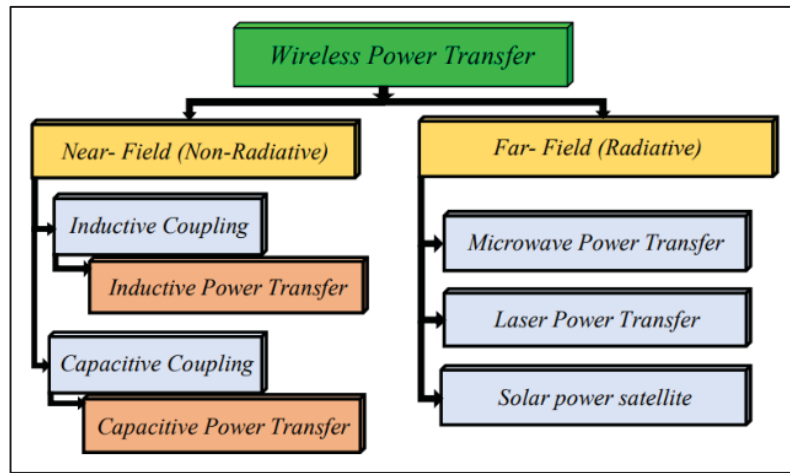 Wireless Power Transfer
Near- Field (Non-Radiative)
Inductive Coupling
Inductive Power Transfer
Capacitive Coupling
Capacitive Power Transfer
Far- Field (Radiative)
Microwave Power Transfer
Laser Power Transfer
Solar power satellite